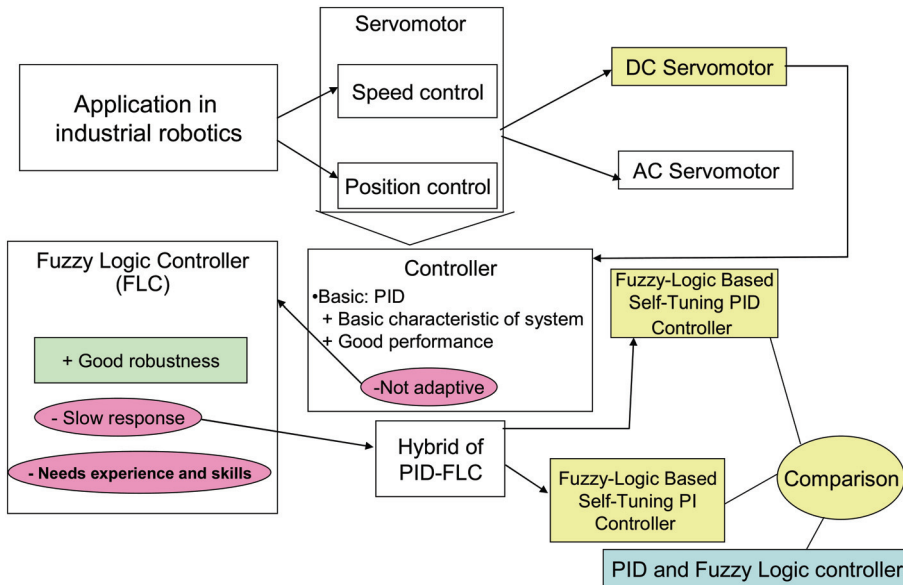 Servomotor
Application in
industrial robotics
Speed control
Position control
DC Servomotor
AC Servomotor
Fuzzy Logic Controller
(FLC)
+ Good robustness
- Slow response
- Needs experience and skills
Controller
•Basic: PID
+ Basic characteristic of system
+ Good performance
-Not adaptive
Hybrid of
PID-FLC
Fuzzy-Logic Based
Self-Tuning PID
Controller
Fuzzy-Logic Based
Self-Tuning PI
Controller
Comparison
PID and Fuzzy Logic controller